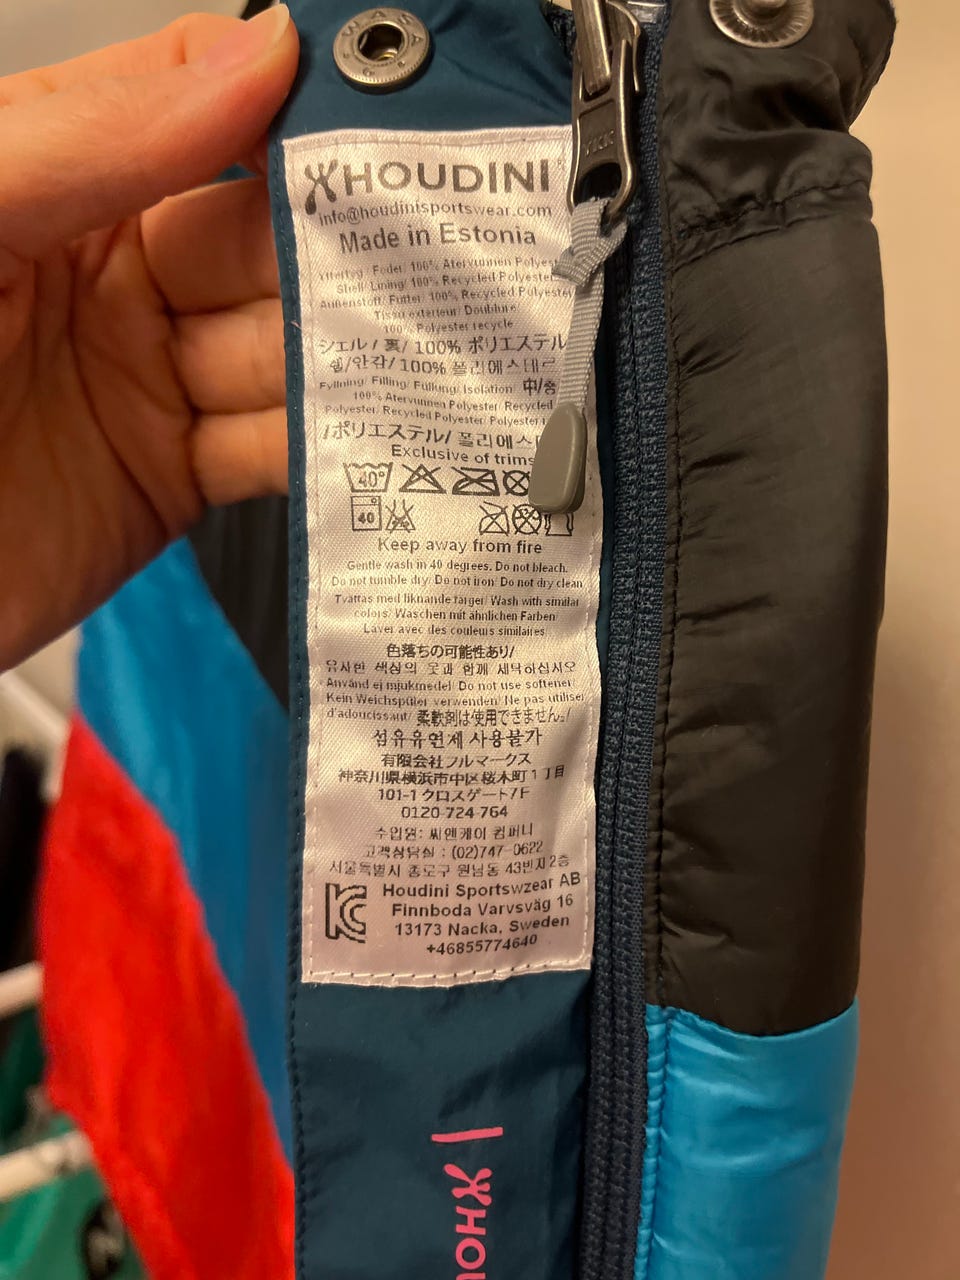 WASA
YKK
HOUDINI
info@houdinisportswear.com
Made in Estonia
Yttertyg/ Foder: 100% Återvunnen Polyest
Shell/ Lining: 100% Recycled Polyester
Außenstoff/ Futter: 100% Recycled Polyester
Tissu exterieur/ Doublure:
100% Polyester recycle
シェル / 裏/ 100% ポリエステル
쉘/안감/ 100% 폴리에스테르
Fyllning/ Filling/ Füllung/ Isolation 中/충
100% Återvunnen Polyester/ Recycled
Polyester/ Recycled Polyester/ Polyester
/ポリエステル/ 폴리에스
Exclusive of trims
40°
40
Keep away from fire
Gentle wash in 40 degrees. Do not bleach.
Do not tumble dry/ Do not iron/ Do not dry clean
Tvättas med liknande färger/ Wash with similar
colors/ Waschen mit ähnlichen Farben/
Laver avec des couleurs similaires
色落ちの可能性あり/
유사한 색상의 옷과 함께 세탁하십시오
Använd ej mjukmedel/ Do not use softener/
Kein Weichspüler verwenden/ Ne pas utiliser
d'adoucissant/ 柔軟剤は使用できません。/
섬유유연제 사용불가
有限会社フルマークス
神奈川県横浜市中区桜木町1丁目
101-1 クロスゲート7F
0120-724-764
수입원: 씨엔케이 컴퍼니
고객상담실 : (02)747-0622
서울특별시 종로구 원남동 43번지 2층
Houdini Sportswzear AB
Finnboda Varvsväg 16
13173 Nacka, Sweden
+46855774640
HOU